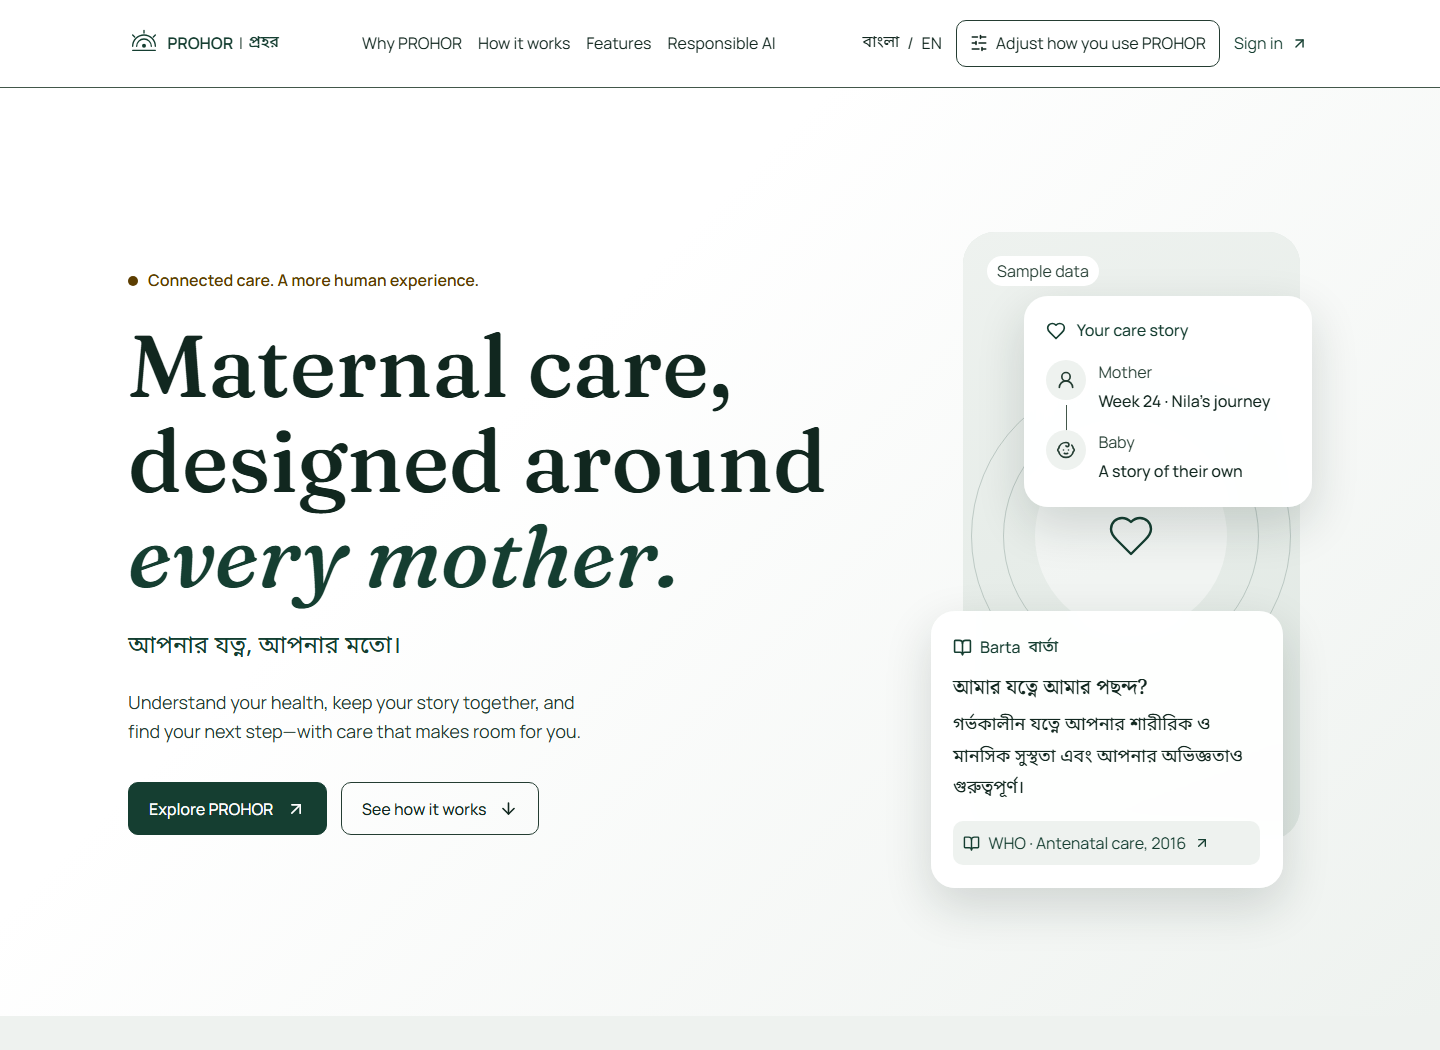 PROHOR | প্রহর
Why PROHOR How it works Features Responsible AI
বাংলা / EN
Adjust how you use PROHOR
Sign in
Connected care. A more human experience.
Maternal care,
designed around
every mother.
আপনার যত্ন, আপনার মতো।
Understand your health, keep your story together, and
find your next step—with care that makes room for you.
Explore PROHOR
See how it works
Sample data
Your care story
Mother
Week 24 · Nila’s journey
Baby
A story of their own
Barta বার্তা
আমার যত্নে আমার পছন্দ?
গর্ভকালীন যত্নে আপনার শারীরিক ও
মানসিক সুস্থতা এবং আপনার অভিজ্ঞতাও
গুরুত্বপূর্ণ।
WHO · Antenatal care, 2016